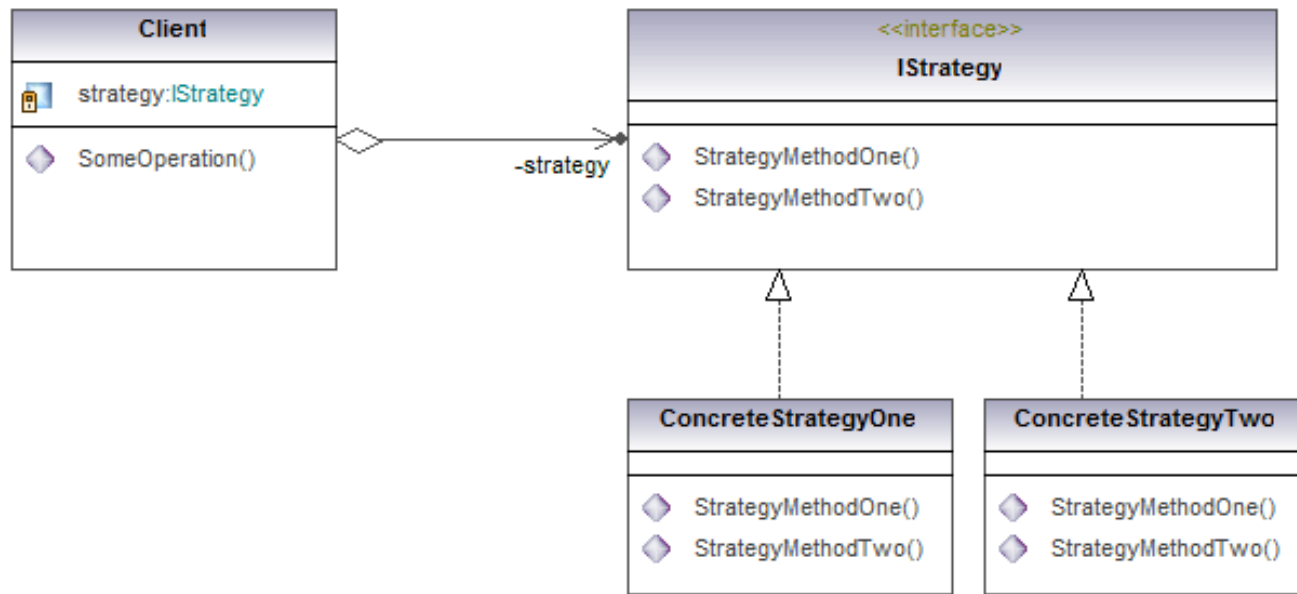 Client
strategy:IStrategy
SomeOperation()
-strategy
<<interface>>
IStrategy
StrategyMethodOne()
StrategyMethodTwo()
ConcreteStrategyOne
StrategyMethodOne()
StrategyMethodTwo()
ConcreteStrategyTwo
StrategyMethodOne()
StrategyMethodTwo()